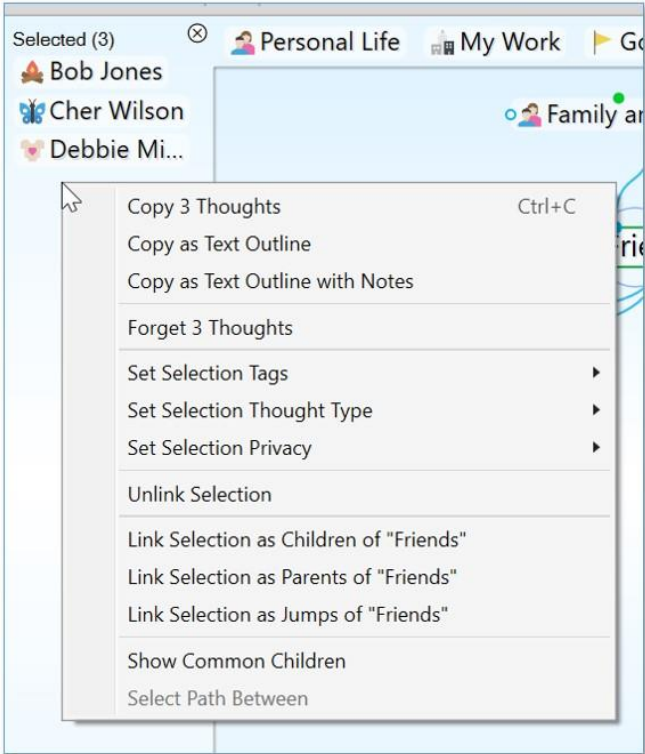 Selected (3)
Personal Life
My Work
Bob Jones
Cher Wilson
Family
Debbie Mi...
Copy 3 Thoughts Ctrl+C
Copy as Text Outline
Copy as Text Outline with Notes
Forget 3 Thoughts
Set Selection Tags
Set Selection Thought Type
Set Selection Privacy
Unlink Selection
Link Selection as Children of "Friends"
Link Selection as Parents of "Friends"
Link Selection as Jumps of "Friends"
Show Common Children
Select Path Between